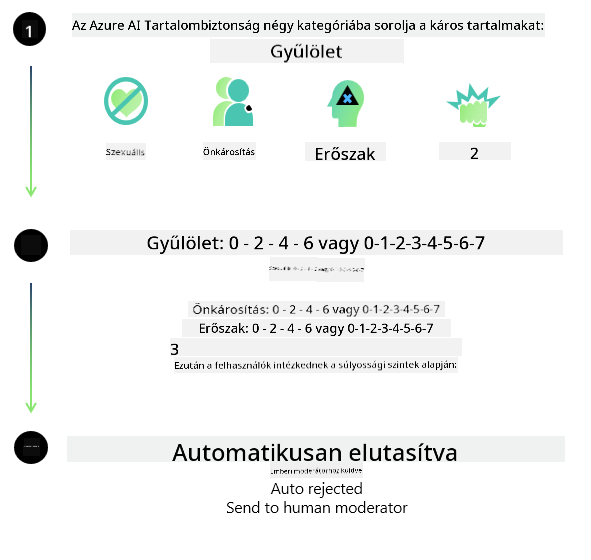 1
Az Azure AI Tartalombiztonság négy kategóriába sorolja a káros tartalmakat:
Gyűlölet
Szexuális
Önkárosítás
Erőszak
2
Gyűlölet: 0 - 2 - 4 - 6 vagy 0-1-2-3-4-5-6-7
Önkárosítás: 0 - 2 - 4 - 6 vagy 0-1-2-3-4-5-6-7
Erőszak: 0 - 2 - 4 - 6 vagy 0-1-2-3-4-5-6-7
3
Ezután a felhasználók intézkednek a súlyossági szintek alapján:
Automatikusan elutasítva
Emberi moderátorhoz küldve
Auto rejected
Send to human moderator